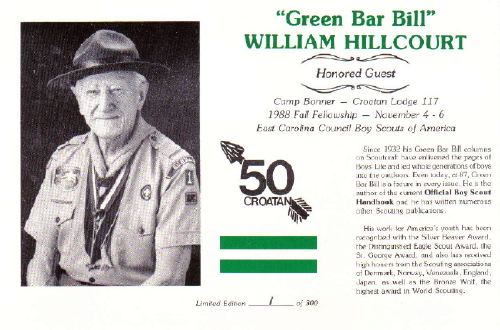 "Green Bar Bill"
WILLIAM HILLCOURT
Honored Guest
Camp Bonner — Croatan Lodge 117
1988 Fall Fellowship — November 4 - 6
East Carolina Council Boy Scouts of America
50
CROATAN
Since 1932 his Green Bar Bill columns
on Scoutcraft have enlivened the pages of
Boys' Life and led whole generations of boys
into the outdoors. Even today, at 87, Green
Bar Bill is a fixture in every issue. He is the
author of the current Official Boy Scout
Handbook and he has written numerous
other Scouting publications.
His work for America's youth has been
recognized with the Silver Beaver Award,
the Distinguished Eagle Scout Award, the
St. George Award, and also has received
high honors from the Scouting associations
of Denmark, Norway, Venezuela, England,
Japan, as well as the Bronze Wolf, the
highest award in World Scouting.
Limited Edition 1 of 300